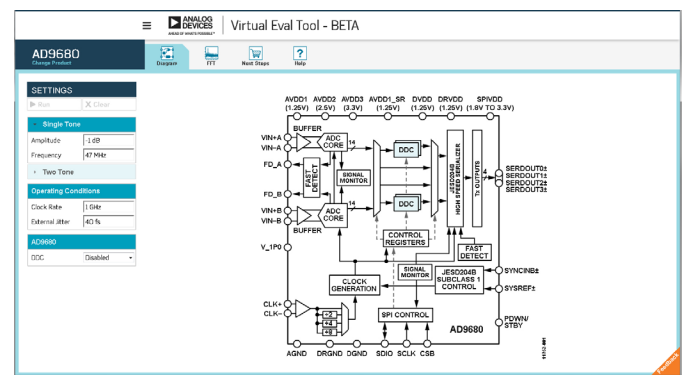 ANALOG
DEVICES
AHEAD OF WHAT'S POSSIBLE™
Virtual Eval Tool - BETA
AD9680
Change Product
Diagram
FFT
Next Steps
Help
SETTINGS
Run
X Clear
Single Tone
Amplitude
-1 dB
Frequency
47 MHz
Two Tone
Operating Conditions
Clock Rate
1 GHz
External Jitter
40 fs
AD9680
DDC
Disabled
AVDD1 AVDD2 AVDD3 AVDD1_SR DVDD DRVDD SPIVDD
(1.25V) (2.5V) (3.3V) (1.25V) (1.25V) (1.25V) (1.8V TO 3.3V)
BUFFER
VIN+A
VIN–A
ADC
CORE
14
DDC
FD_A
FAST
DETECT
SIGNAL
MONITOR
JESD204B
HIGH SPEED SERIALIZER
Tx OUTPUTS
4
SERDOUT0±
SERDOUT1±
SERDOUT2±
SERDOUT3±
FD_B
VIN+B
VIN–B
ADC
CORE
14
DDC
BUFFER
CONTROL
REGISTERS
V_1P0
FAST
DETECT
SIGNAL
MONITOR
JESD204B
SUBCLASS 1
CONTROL
SYNCINB±
SYSREF±
CLOCK
GENERATION
CLK+
CLK–
÷2
÷4
÷8
SPI CONTROL
PDWN/
STBY
AD9680
AGND DRGND DGND SDIO SCLK CSB
11752-001
Feedback